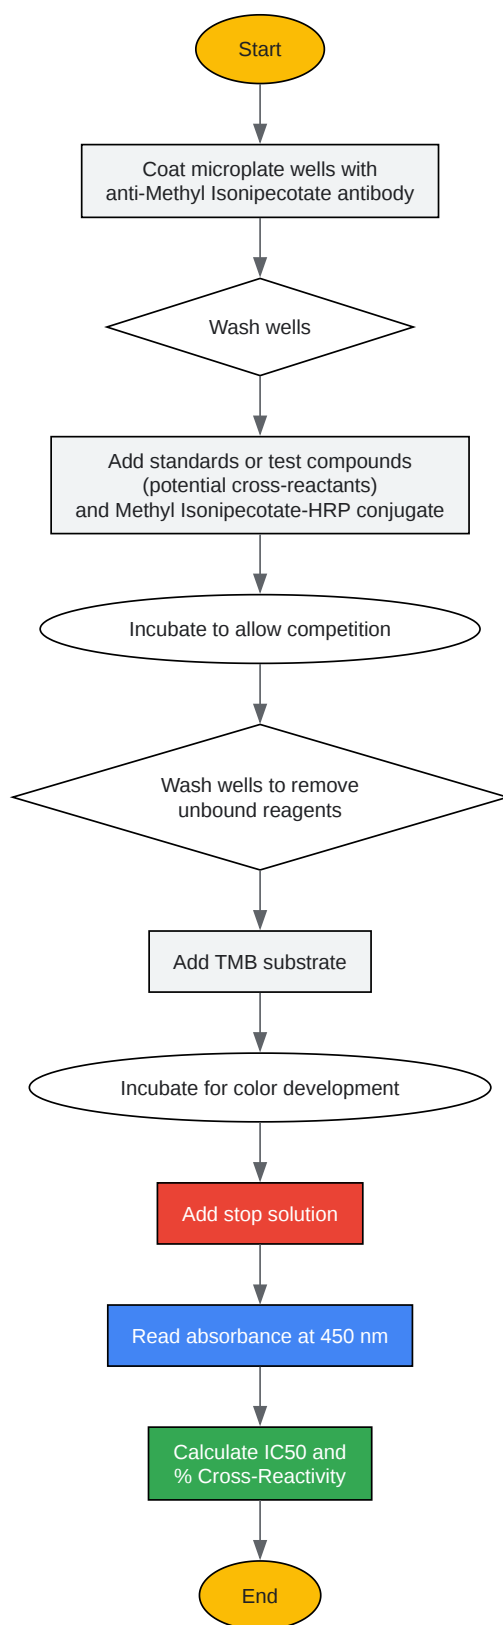 Start
Coat microplate wells with
anti-Methyl Isonipecotate antibody
Wash wells
Add standards or test compounds
(potential cross-reactants)
and Methyl Isonipecotate-HRP conjugate
Incubate to allow competition
Wash wells to remove
unbound reagents
Add TMB substrate
Incubate for color development
Add stop solution
Read absorbance at 450 nm
Calculate IC50 and
% Cross-Reactivity
End